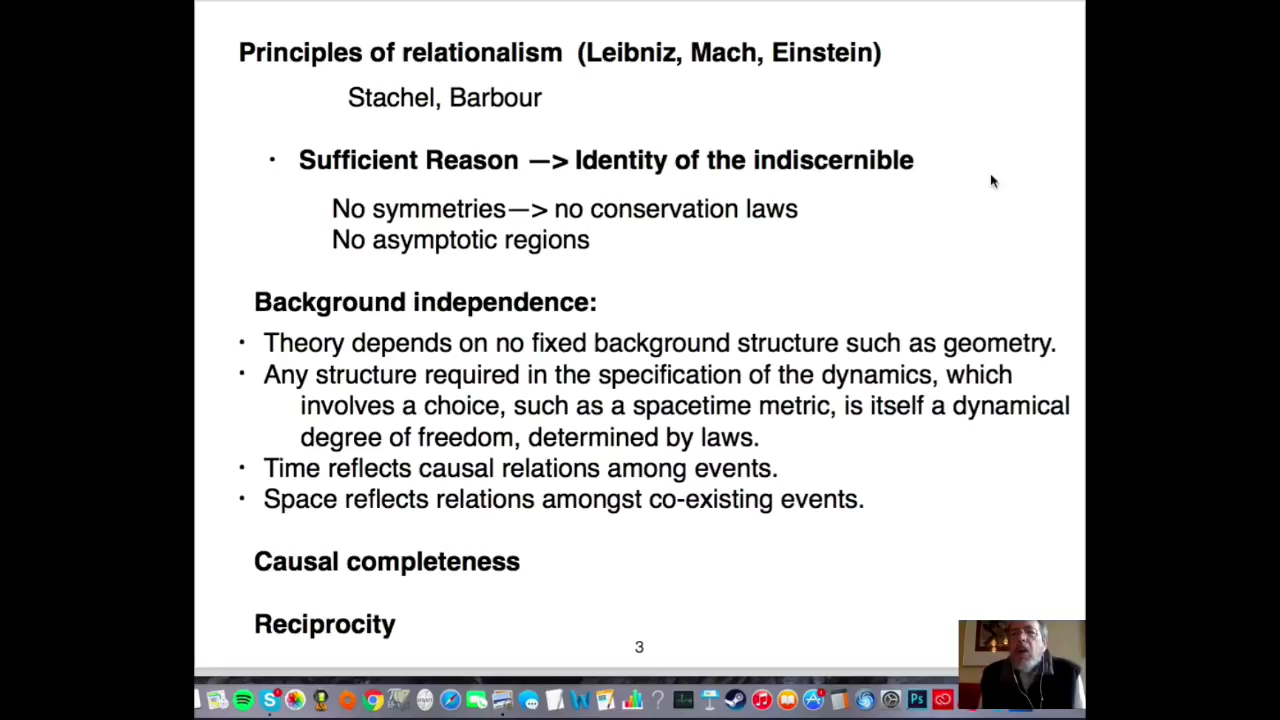 Principles of relationalism (Leibniz, Mach, Einstein)
Stachel, Barbour
· Sufficient Reason —> Identity of the indiscernible
No symmetries—> no conservation laws
No asymptotic regions
Background independence:
· Theory depends on no fixed background structure such as geometry.
· Any structure required in the specification of the dynamics, which
involves a choice, such as a spacetime metric, is itself a dynamical
degree of freedom, determined by laws.
· Time reflects causal relations among events.
· Space reflects relations amongst co-existing events.
Causal completeness
Reciprocity
3
Ps